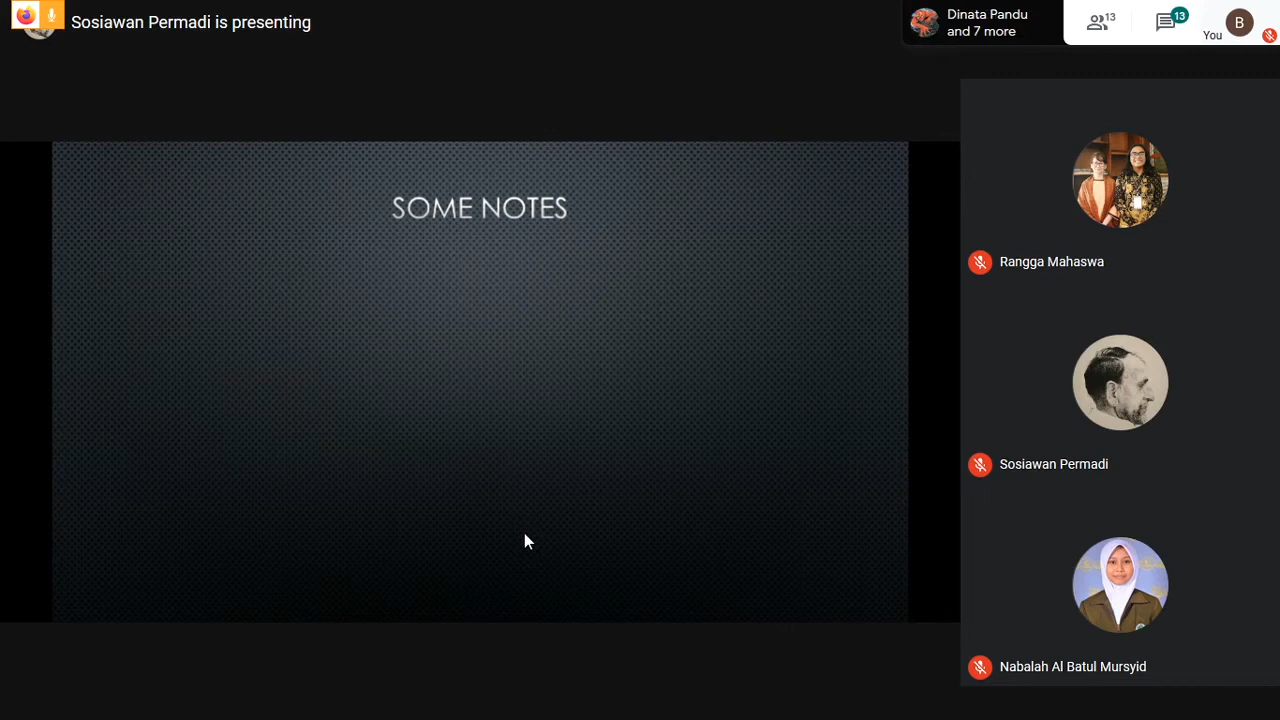 Sosiawan Permadi is presenting
Dinata Pandu
and 7 more
13
13
You
B
SOME NOTES
Rangga Mahaswa
Sosiawan Permadi
Nabalah Al Batul Mursyid